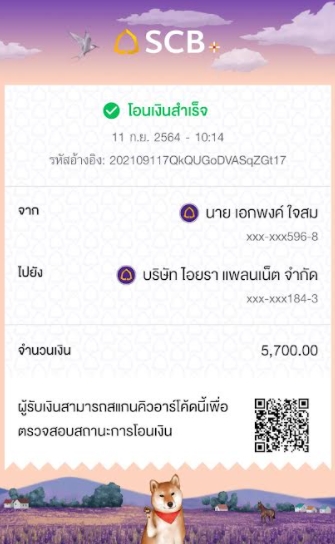 SCB
โอนเงินสำเร็จ
11 ก.ย. 2564 - 10:14
รหัสอ้างอิง: 202109117QkQUGoDVASqZGt17
จาก
นาย เอกพงค์ ใจสม
xxx-xxx596-8
ไปยัง
บริษัท ไอยรา แพลนเน็ต จำกัด
xxx-xxx184-3
จำนวนเงิน
5,700.00
ผู้รับเงินสามารถสแกนคิวอาร์โค้ดนี้เพื่อ
ตรวจสอบสถานะการโอนเงิน